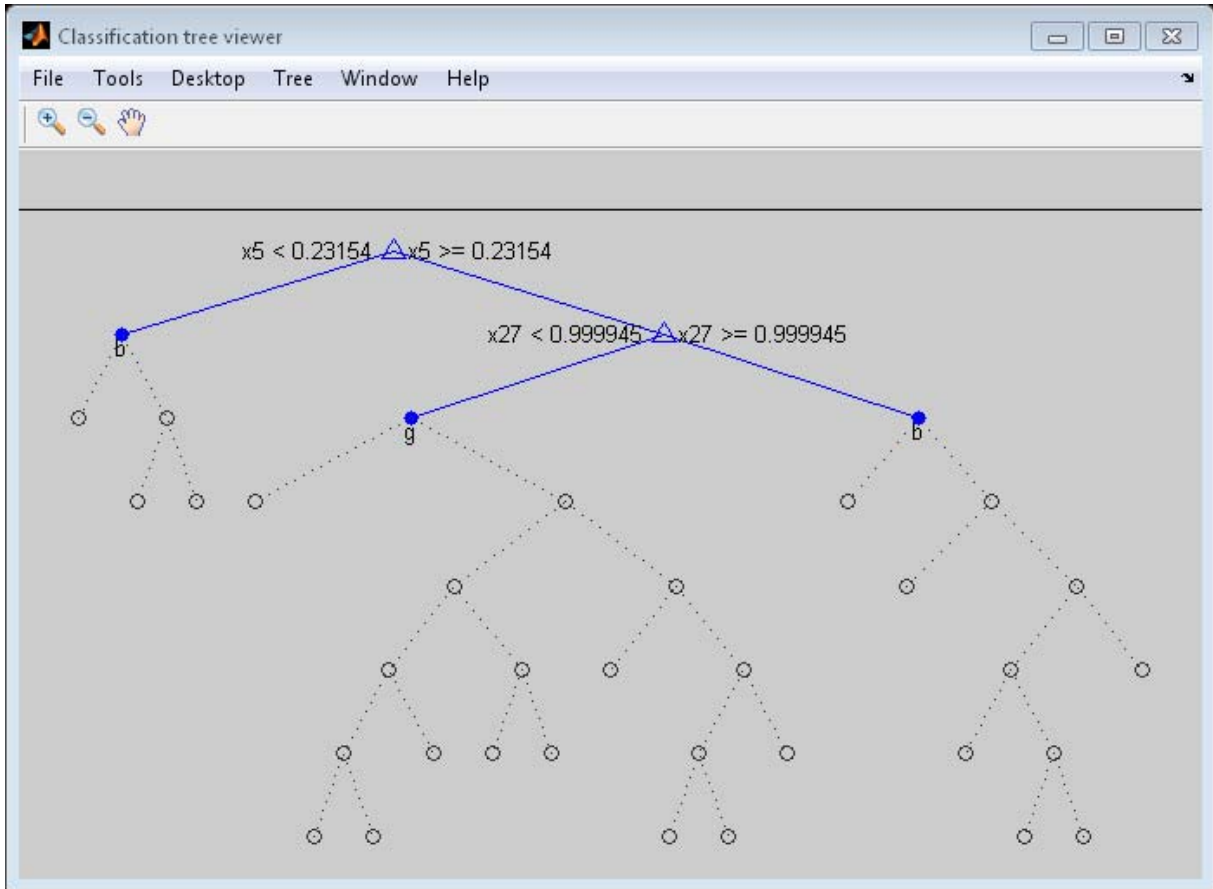 Classification tree viewer
File Tools Desktop Tree Window Help
x5 < 0.23154 x5 >= 0.23154
x27 < 0.999945 x27 >= 0.999945
b
g
b